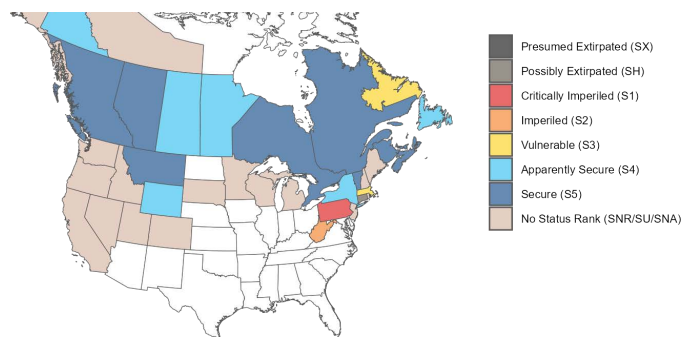 Presumed Extirpated (SX)
Possibly Extirpated (SH)
Critically Imperiled (S1)
Imperiled (S2)
Vulnerable (S3)
Apparently Secure (S4)
Secure (S5)
No Status Rank (SNR/SU/SNA)